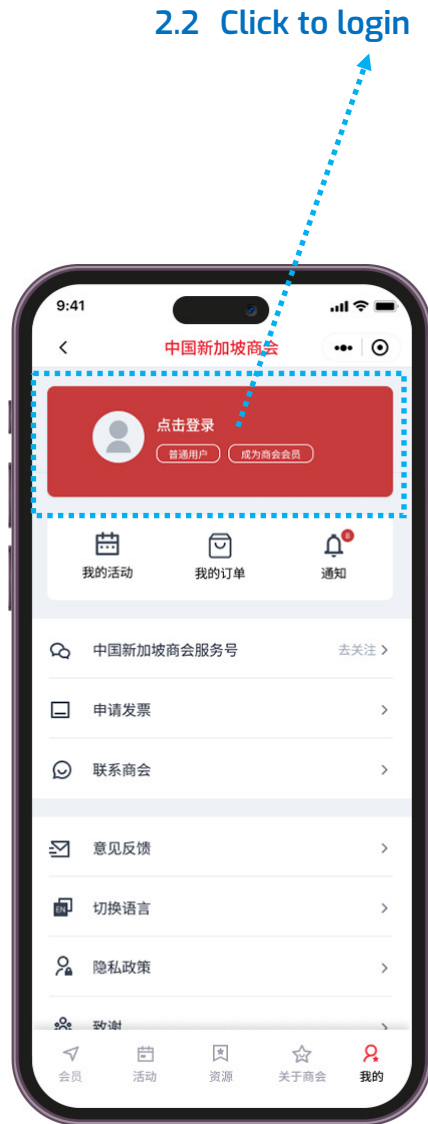 2.2 Click to login
9:41
中国新加坡商会
点击登录
普通用户 成为商会会员
8
我的活动 我的订单 通知
中国新加坡商会服务号 去关注
申请发票
联系商会
意见反馈
EN 切换语言
隐私政策
致谢
会员 活动 资源 关于商会 我的